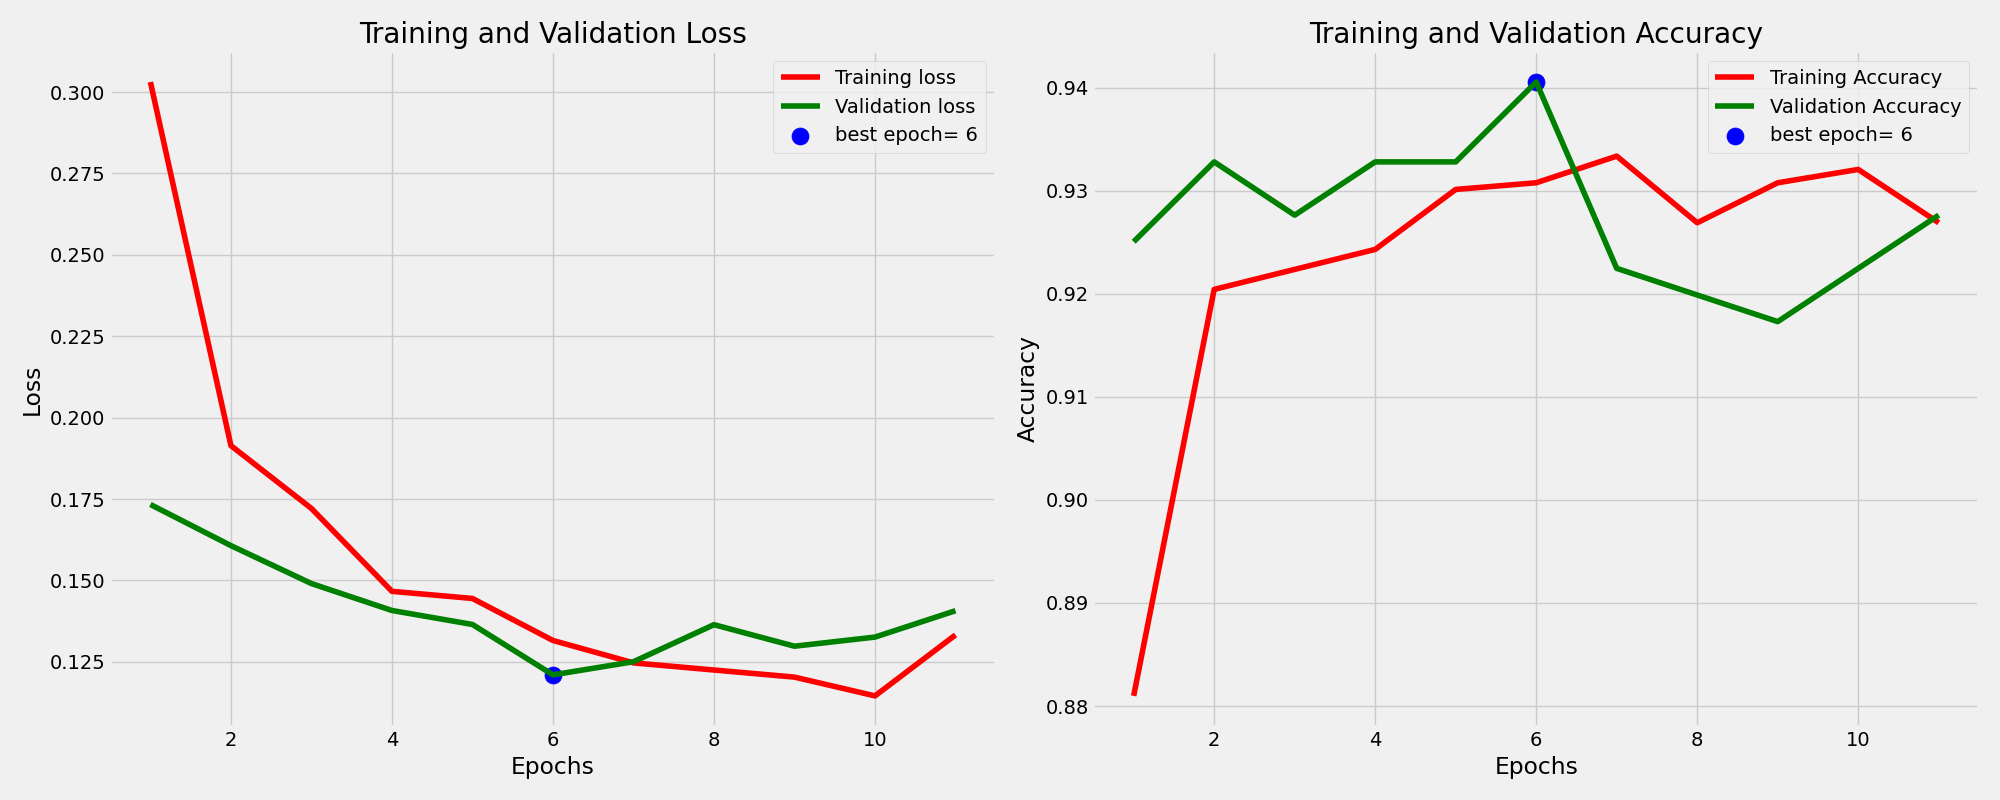 Training and Validation Loss
Training loss
Validation loss
best epoch= 6
0.300
0.275
0.250
0.225
0.200
0.175
0.150
0.125
Loss
2 4 6 8 10
Epochs
Training and Validation Accuracy
Training Accuracy
Validation Accuracy
best epoch= 6
0.94
0.93
0.92
0.91
0.90
0.89
0.88
Accuracy
2 4 6 8 10
Epochs